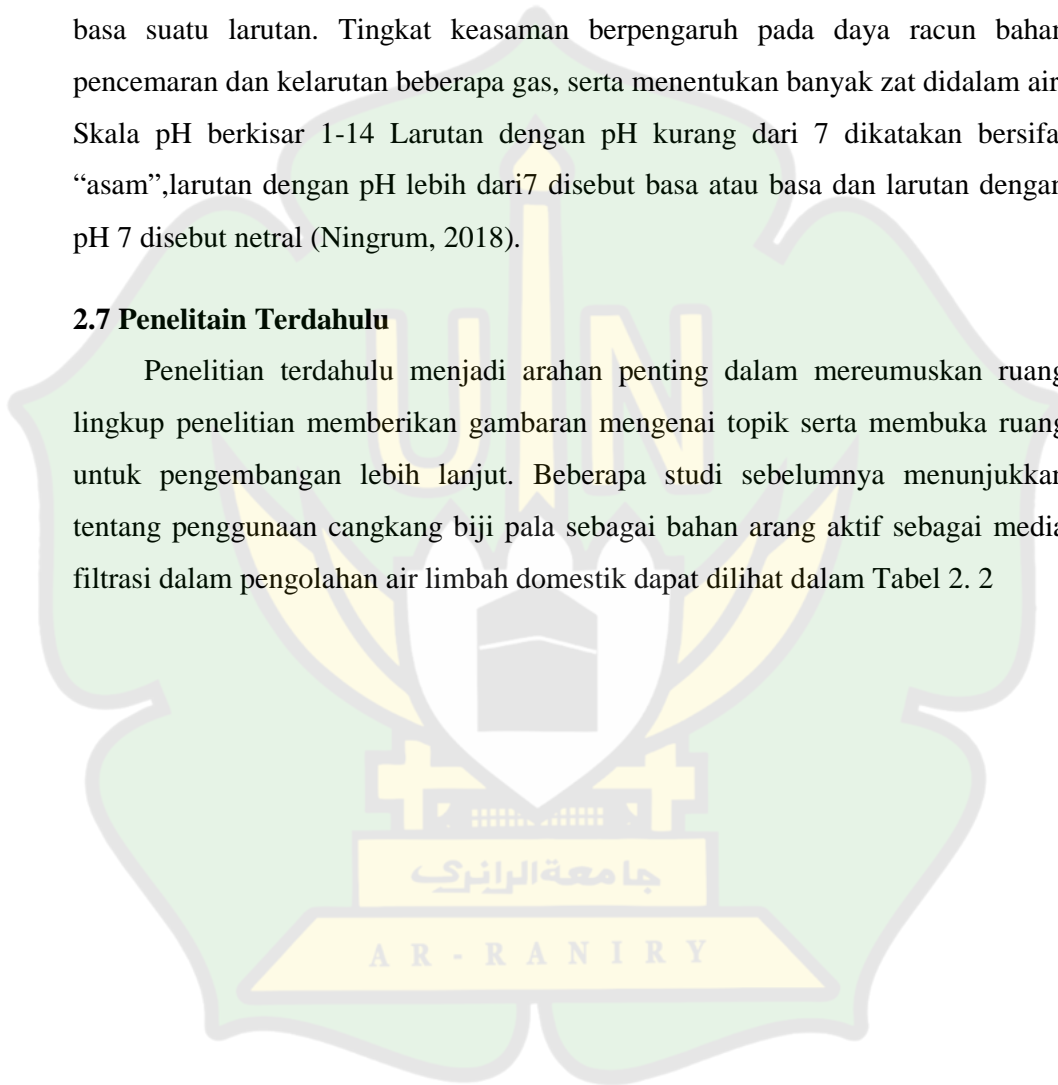 basa suatu larutan. Tingkat keasaman berpengaruh pada daya racun bahan
pencemaran dan kelarutan beberapa gas, serta menentukan banyak zat didalam air
Skala pH berkisar 1-14 Larutan dengan pH kurang dari 7 dikatakan bersifa
“asam”,larutan dengan pH lebih dari7 disebut basa atau basa dan larutan dengan
pH 7 disebut netral (Ningrum, 2018).
2.7 Penelitain Terdahulu
Penelitian terdahulu menjadi arahan penting dalam mereumuskan ruang
lingkup penelitian memberikan gambaran mengenai topik serta membuka ruang
untuk pengembangan lebih lanjut. Beberapa studi sebelumnya menunjukkan
tentang penggunaan cangkang biji pala sebagai bahan arang aktif sebagai media
filtrasi dalam pengolahan air limbah domestik dapat dilihat dalam Tabel 2. 2
UIN
جامعة الرانري
AR-RANIRY